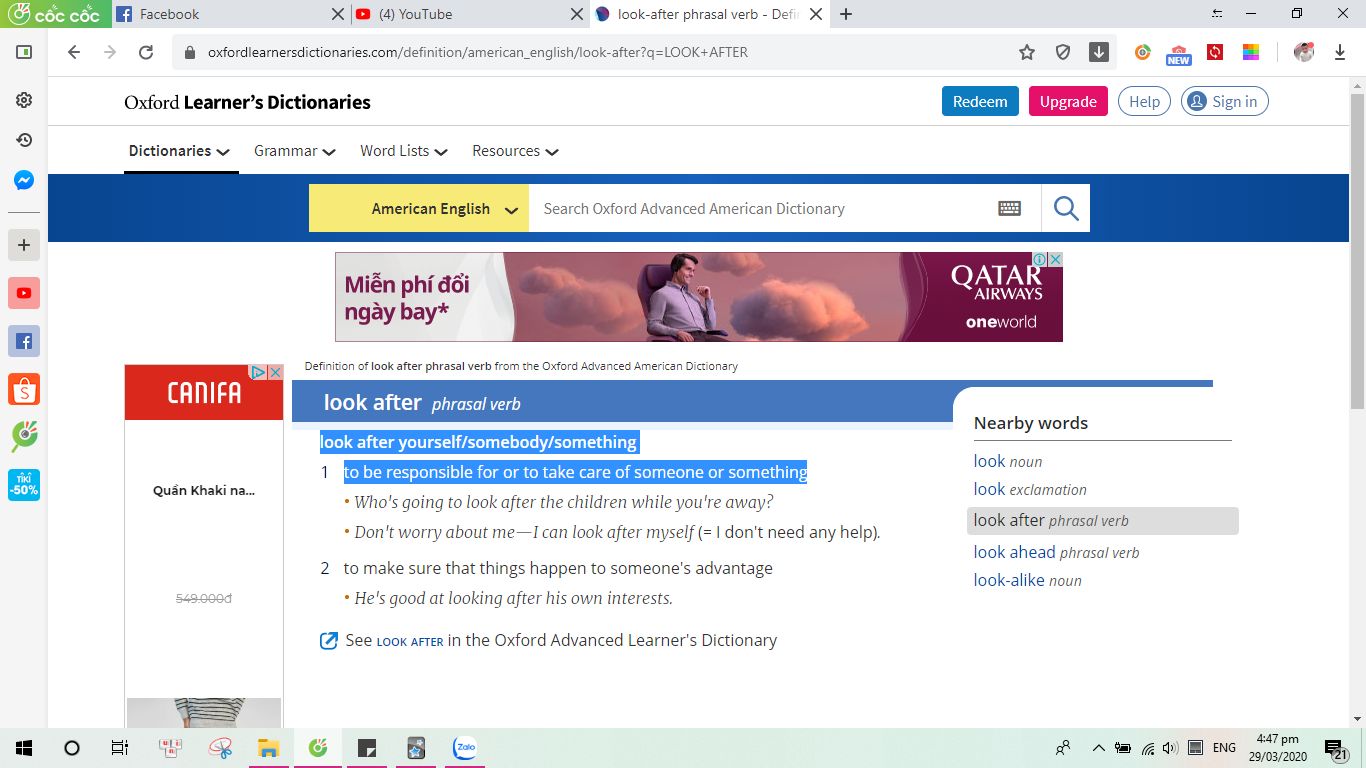 cốc cốc
Facebook
(4) YouTube
look-after phrasal verb - Defi
oxfordlearnersdictionaries.com/definition/american_english/look-after?q=LOOK+AFTER
NEW
Oxford Learner's Dictionaries
Redeem
Upgrade
Help
Sign in
Dictionaries
Grammar
Word Lists
Resources
American English
Search Oxford Advanced American Dictionary
Miễn phí đổi
ngày bay*
QATAR
AIRWAYS
oneworld
Definition of look after phrasal verb from the Oxford Advanced American Dictionary
CANIFA
Quần Khaki na...
549.000đ
look after phrasal verb
look after yourself/somebody/something
1 to be responsible for or to take care of someone or something
• Who's going to look after the children while you're away?
• Don't worry about me—I can look after myself (= I don't need any help).
2 to make sure that things happen to someone's advantage
• He's good at looking after his own interests.
See LOOK AFTER in the Oxford Advanced Learner's Dictionary
Nearby words
look noun
look exclamation
look after phrasal verb
look ahead phrasal verb
look-alike noun
TIKI
-50%
Zalo
ENG
4:47 pm
29/03/2020
21